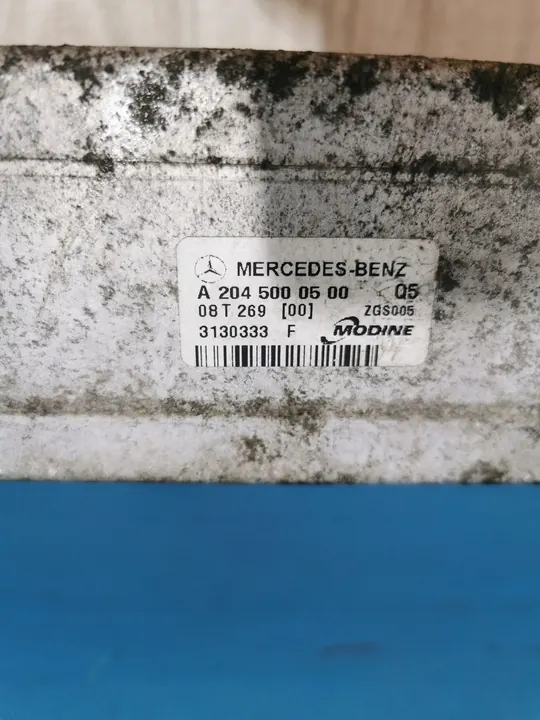 MERCEDES-BENZ
A 204 500 05 00 Q5
08 T 269 [00] ZGS005
3130333 F MODINE